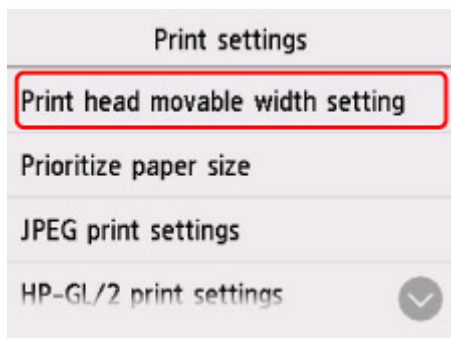 Print settings
Print head movable width setting
Prioritize paper size
JPEG print settings
HP-GL/2 print settings